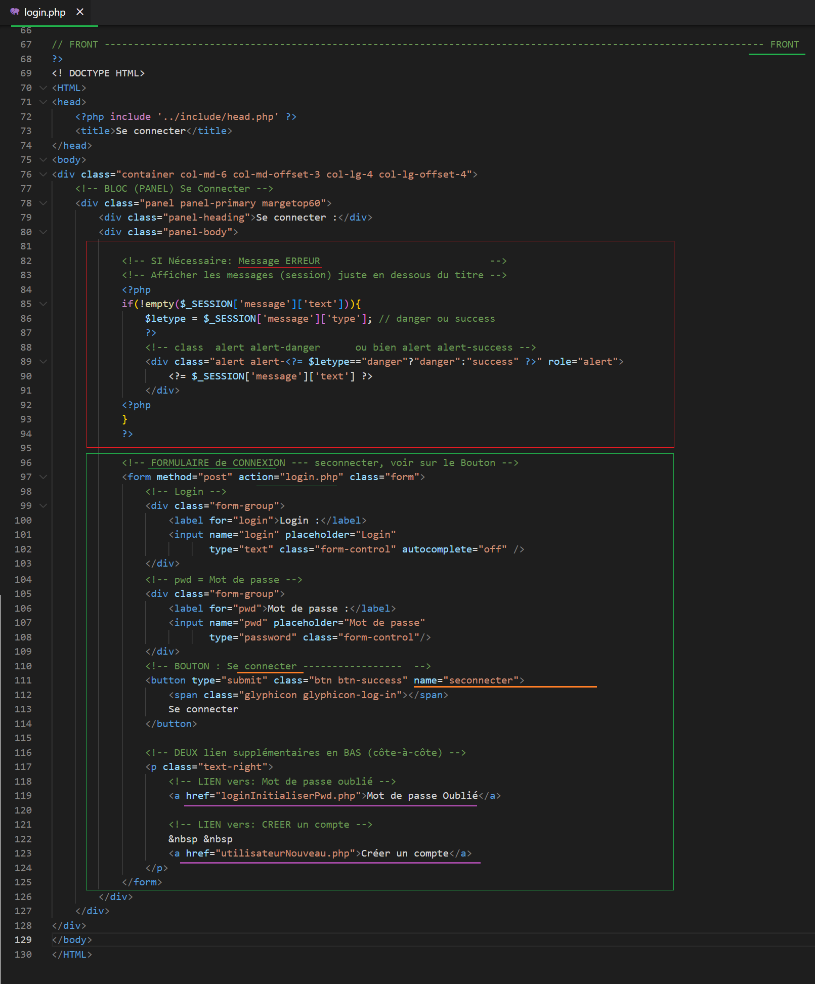 login.php ×
66
67 // FRONT ---------------------------------------------------------------------------------------------------------------- FRONT
68 ?>
69 <! DOCTYPE HTML>
70 <HTML>
71 <head>
72 <?php include '../include/head.php' ?>
73 <title>Se connecter</title>
74 </head>
75 <body>
76 <div class="container col-md-6 col-md-offset-3 col-lg-4 col-lg-offset-4">
77 <!-- BLOC (PANEL) Se Connecter -->
78 <div class="panel panel-primary margetop60">
79 <div class="panel-heading">Se connecter :</div>
80 <div class="panel-body">
81
82 <!-- SI Nécessaire: Message ERREUR -->
83 <!-- Afficher les messages (session) juste en dessous du titre -->
84 <?php
85 if(!empty($_SESSION['message']['text'])){
86 $letype = $_SESSION['message']['type']; // danger ou success
87 ?>
88 <!-- class alert alert-danger ou bien alert alert-success -->
89 <div class="alert alert-<?= $letype=="danger"?"danger":"success" ?>" role="alert">
90 <?= $_SESSION['message']['text'] ?>
91 </div>
92 <?php
93 }
94 ?>
95
96 <!-- FORMULAIRE de CONNEXION --- seconnecter, voir sur le Bouton -->
97 <form method="post" action="login.php" class="form">
98 <!-- Login -->
99 <div class="form-group">
100 <label for="login">Login :</label>
101 <input name="login" placeholder="Login"
102 type="text" class="form-control" autocomplete="off" />
103 </div>
104 <!-- pwd = Mot de passe -->
105 <div class="form-group">
106 <label for="pwd">Mot de passe :</label>
107 <input name="pwd" placeholder="Mot de passe"
108 type="password" class="form-control"/>
109 </div>
110 <!-- BOUTON : Se connecter ----------------- -->
111 <button type="submit" class="btn btn-success" name="seconnecter">
112 <span class="glyphicon glyphicon-log-in"></span>
113 Se connecter
114 </button>
115
116 <!-- DEUX lien supplémentaires en BAS (côte-à-côte) -->
117 <p class="text-right">
118 <!-- LIEN vers: Mot de passe oublié -->
119 <a href="loginInitialiserPwd.php">Mot de passe Oublié</a>
120
121 <!-- LIEN vers: CREER un compte -->
122 &nbsp &nbsp
123 <a href="utilisateurNouveau.php">Créer un compte</a>
124 </p>
125 </form>
126 </div>
127 </div>
128 </div>
129 </body>
130 </HTML>